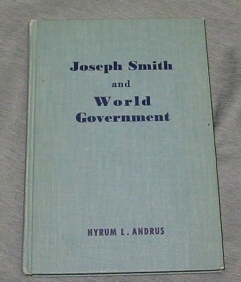 Joseph Smith
and
World
Government
HYRUM L. ANDRUS